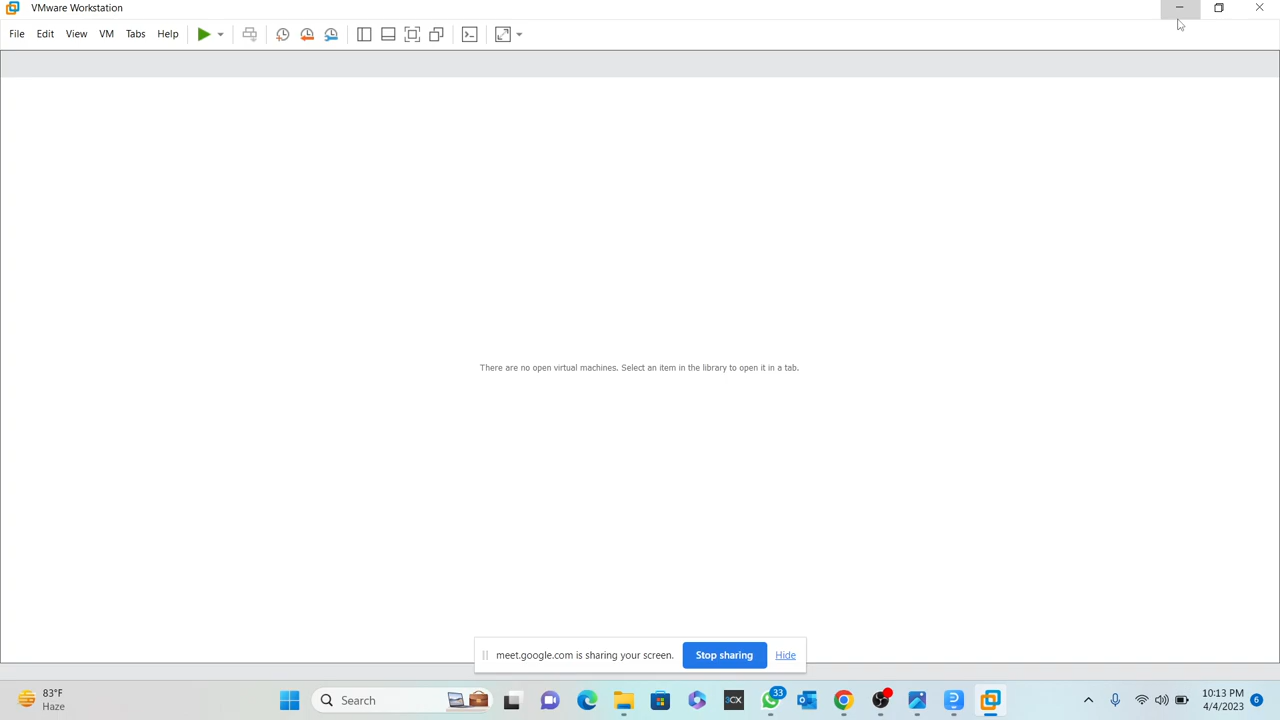 VMware Workstation
File Edit View VM Tabs Help
There are no open virtual machines. Select an item in the library to open it in a tab.
meet.google.com is sharing your screen. Stop sharing Hide
83°F
Haze
Search
3CX
33
10:13 PM
4/4/2023
6